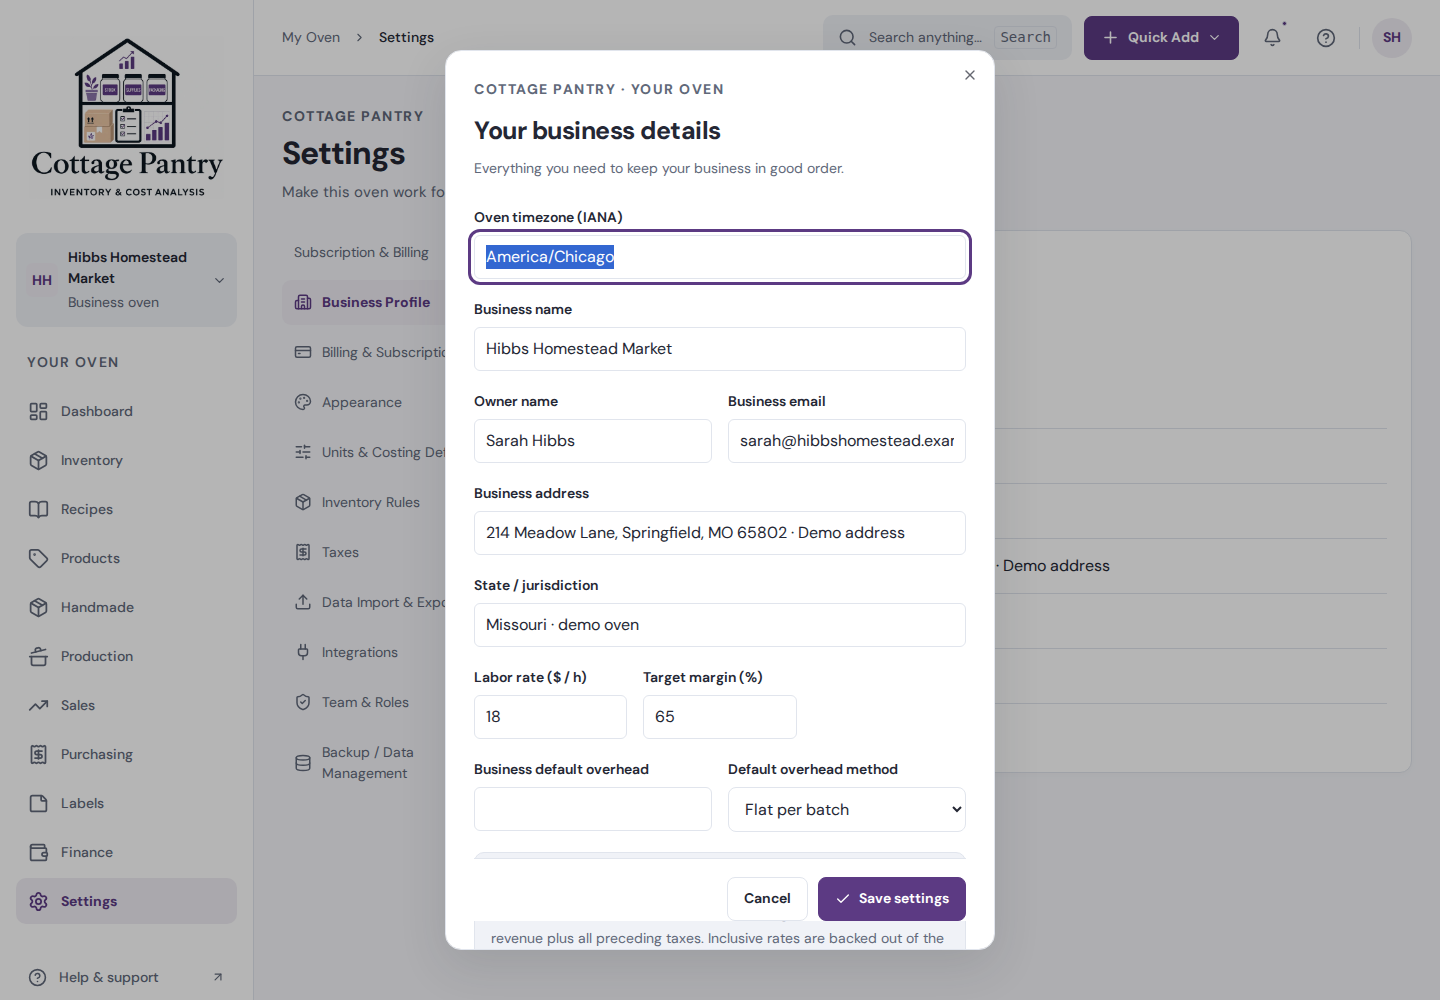 Cottage Pantry
INVENTORY & COST ANALYSIS
HH
Hibbs Homestead
Market
Business oven
YOUR OVEN
Dashboard
Inventory
Recipes
Products
Handmade
Production
Sales
Purchasing
Labels
Finance
Settings
Help & support
My Oven
Settings
Search anything...
Search
Quick Add
SH
COTTAGE PANTRY
Settings
Make this oven work fo
Subscription & Billing
Business Profile
Billing & Subscriptio
Appearance
Units & Costing Def
Inventory Rules
Taxes
Data Import & Expo
Integrations
Team & Roles
Backup / Data
Management
· Demo address
COTTAGE PANTRY · YOUR OVEN
Your business details
Everything you need to keep your business in good order.
Oven timezone (IANA)
America/Chicago
Business name
Hibbs Homestead Market
Owner name
Business email
Sarah Hibbs
sarah@hibbshomestead.exar
Business address
214 Meadow Lane, Springfield, MO 65802 · Demo address
State / jurisdiction
Missouri · demo oven
Labor rate ($ / h)
Target margin (%)
18
65
Business default overhead
Default overhead method
Flat per batch
Cancel
Save settings
revenue plus all preceding taxes. Inclusive rates are backed out of the